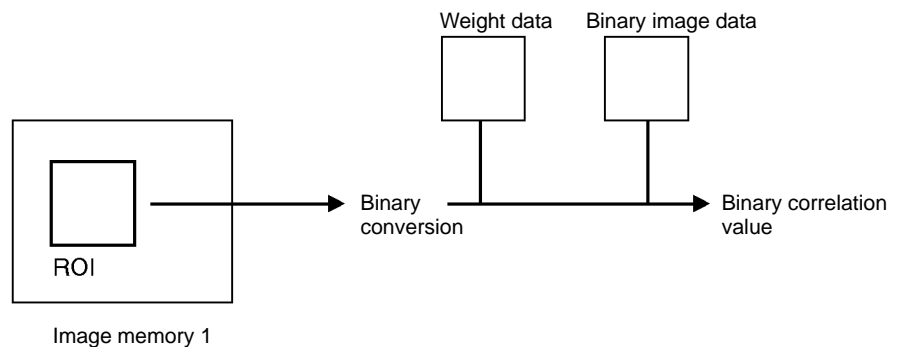 Weight data
Binary image data
Binary
conversion
Binary correlation
value
ROI
Image memory 1